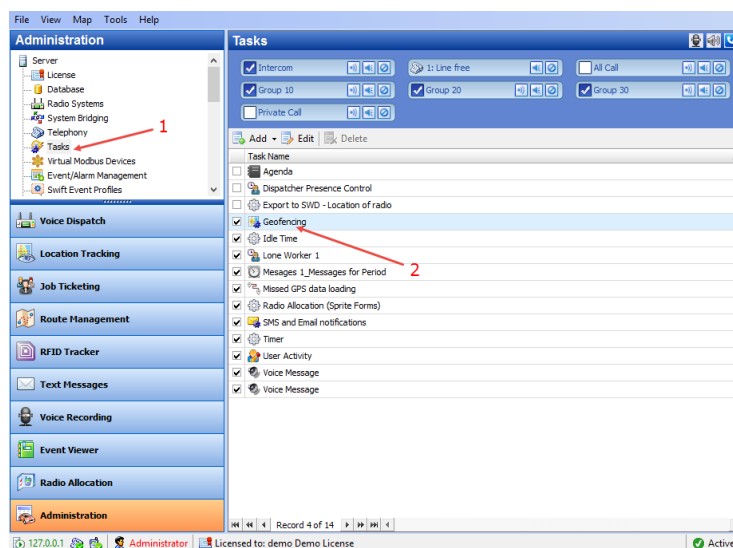 File View Map Tools Help
Administration
Server
License
Database
Radio Systems
System Bridging
Telephony
Tasks
Virtual Modbus Devices
Event/Alarm Management
Swift Event Profiles
1
Voice Dispatch
Location Tracking
Job Ticketing
Route Management
RFID Tracker
Text Messages
Voice Recording
Event Viewer
Radio Allocation
Administration
Tasks
Intercom
1: Line free
All Call
Group 10
Group 20
Group 30
Private Call
Add Edit Delete
Task Name
Agenda
Dispatcher Presence Control
Export to SWD - Location of radio
Geofencing
Idle Time
Lone Worker 1
2
Mesages 1_Messages for Period
Missed GPS data loading
Radio Allocation (Sprite Forms)
SMS and Email notifications
Timer
User Activity
Voice Message
Voice Message
Record 4 of 14
127.0.0.1 Administrator Licensed to: demo Demo License Active